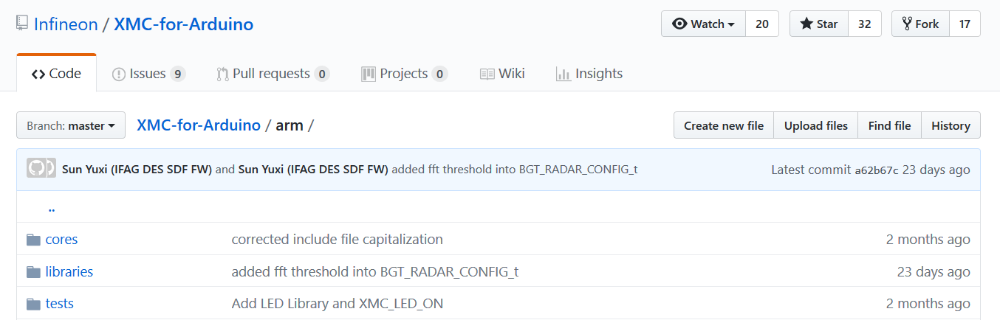 Infineon / XMC-for-Arduino Watch 20 Star 32 Fork 17
Code Issues 9 Pull requests 0 Projects 0 Wiki Insights
Branch: master XMC-for-Arduino / arm / Create new file Upload files Find file History
Sun Yuxi (IFAG DES SDF FW) and Sun Yuxi (IFAG DES SDF FW) added fft threshold into BGT_RADAR_CONFIG_t Latest commit a62b67c 23 days ago
..
cores corrected include file capitalization 2 months ago
libraries added fft threshold into BGT_RADAR_CONFIG_t 23 days ago
tests Add LED Library and XMC_LED_ON 2 months ago